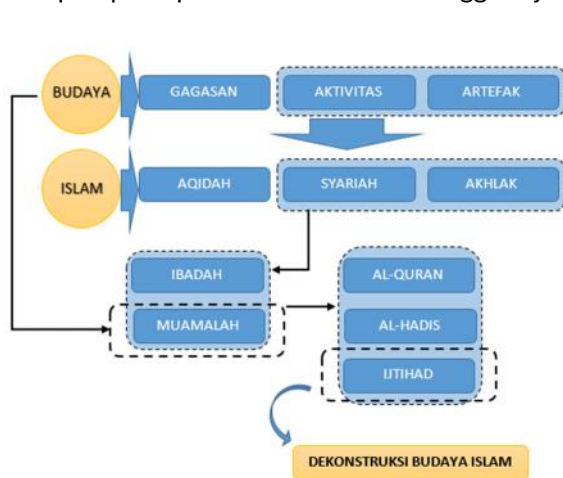 BUDAYA
GAGASAN
AKTIVITAS
ARTEFAK
ISLAM
AQIDAH
SYARIAH
AKHLAK
IBADAH
AL-QURAN
MUAMALAH
AL-HADIS
IJTIHAD
DEKONSTRUKSI BUDAYA ISLAM